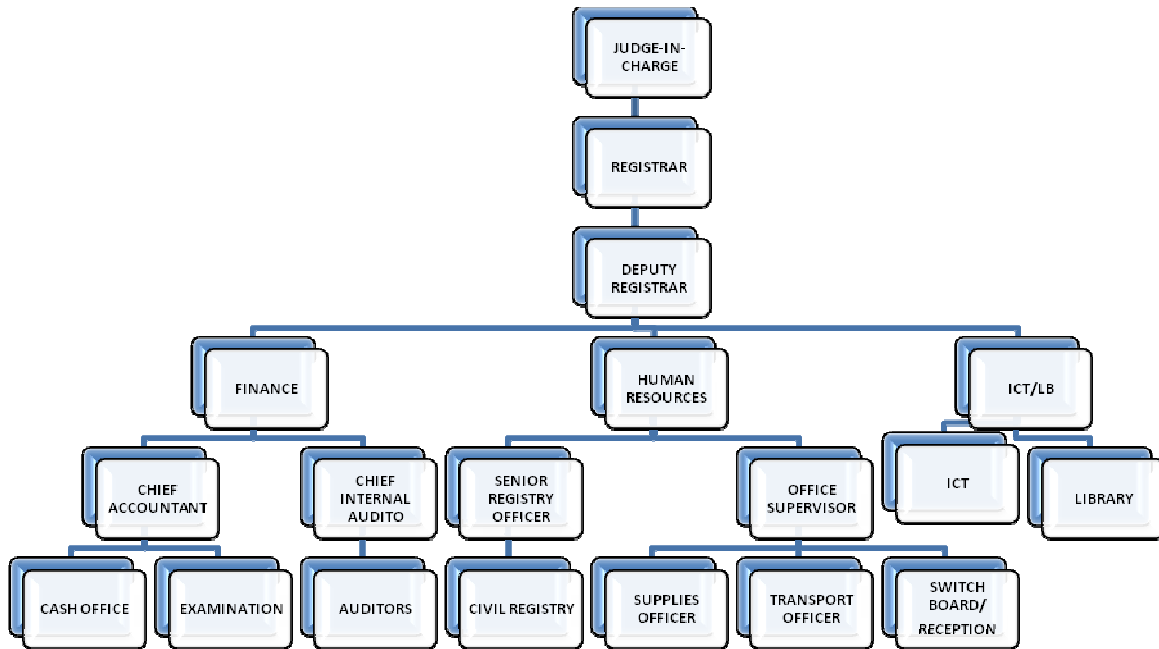 JUDGE-IN-
CHARGE
REGISTRAR
DEPUTY
REGISTRAR
FINANCE
HUMAN
RESOURCES
ICT/LB
CHIEF
ACCOUNTANT
CHIEF
INTERNAL
AUDITO
SENIOR
REGISTRY
OFFICER
OFFICE
SUPERVISOR
ICT
LIBRARY
CASH OFFICE
EXAMINATION
AUDITORS
CIVIL REGISTRY
SUPPLIES
OFFICER
TRANSPORT
OFFICER
SWITCH
BOARD/
RECEPTION